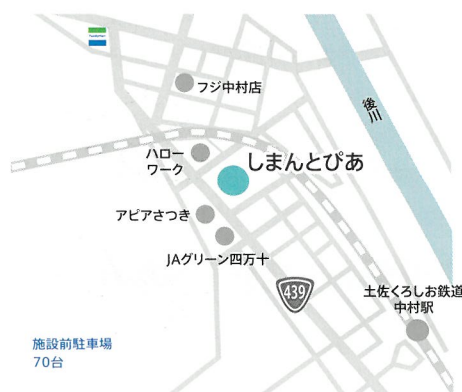 フジ中村店
後川
ハロー
ワーク
しまんとぴあ
アピアさつき
JAグリーン四万十
439
土佐くろしお鉄道
中村駅
施設前駐車場
70台